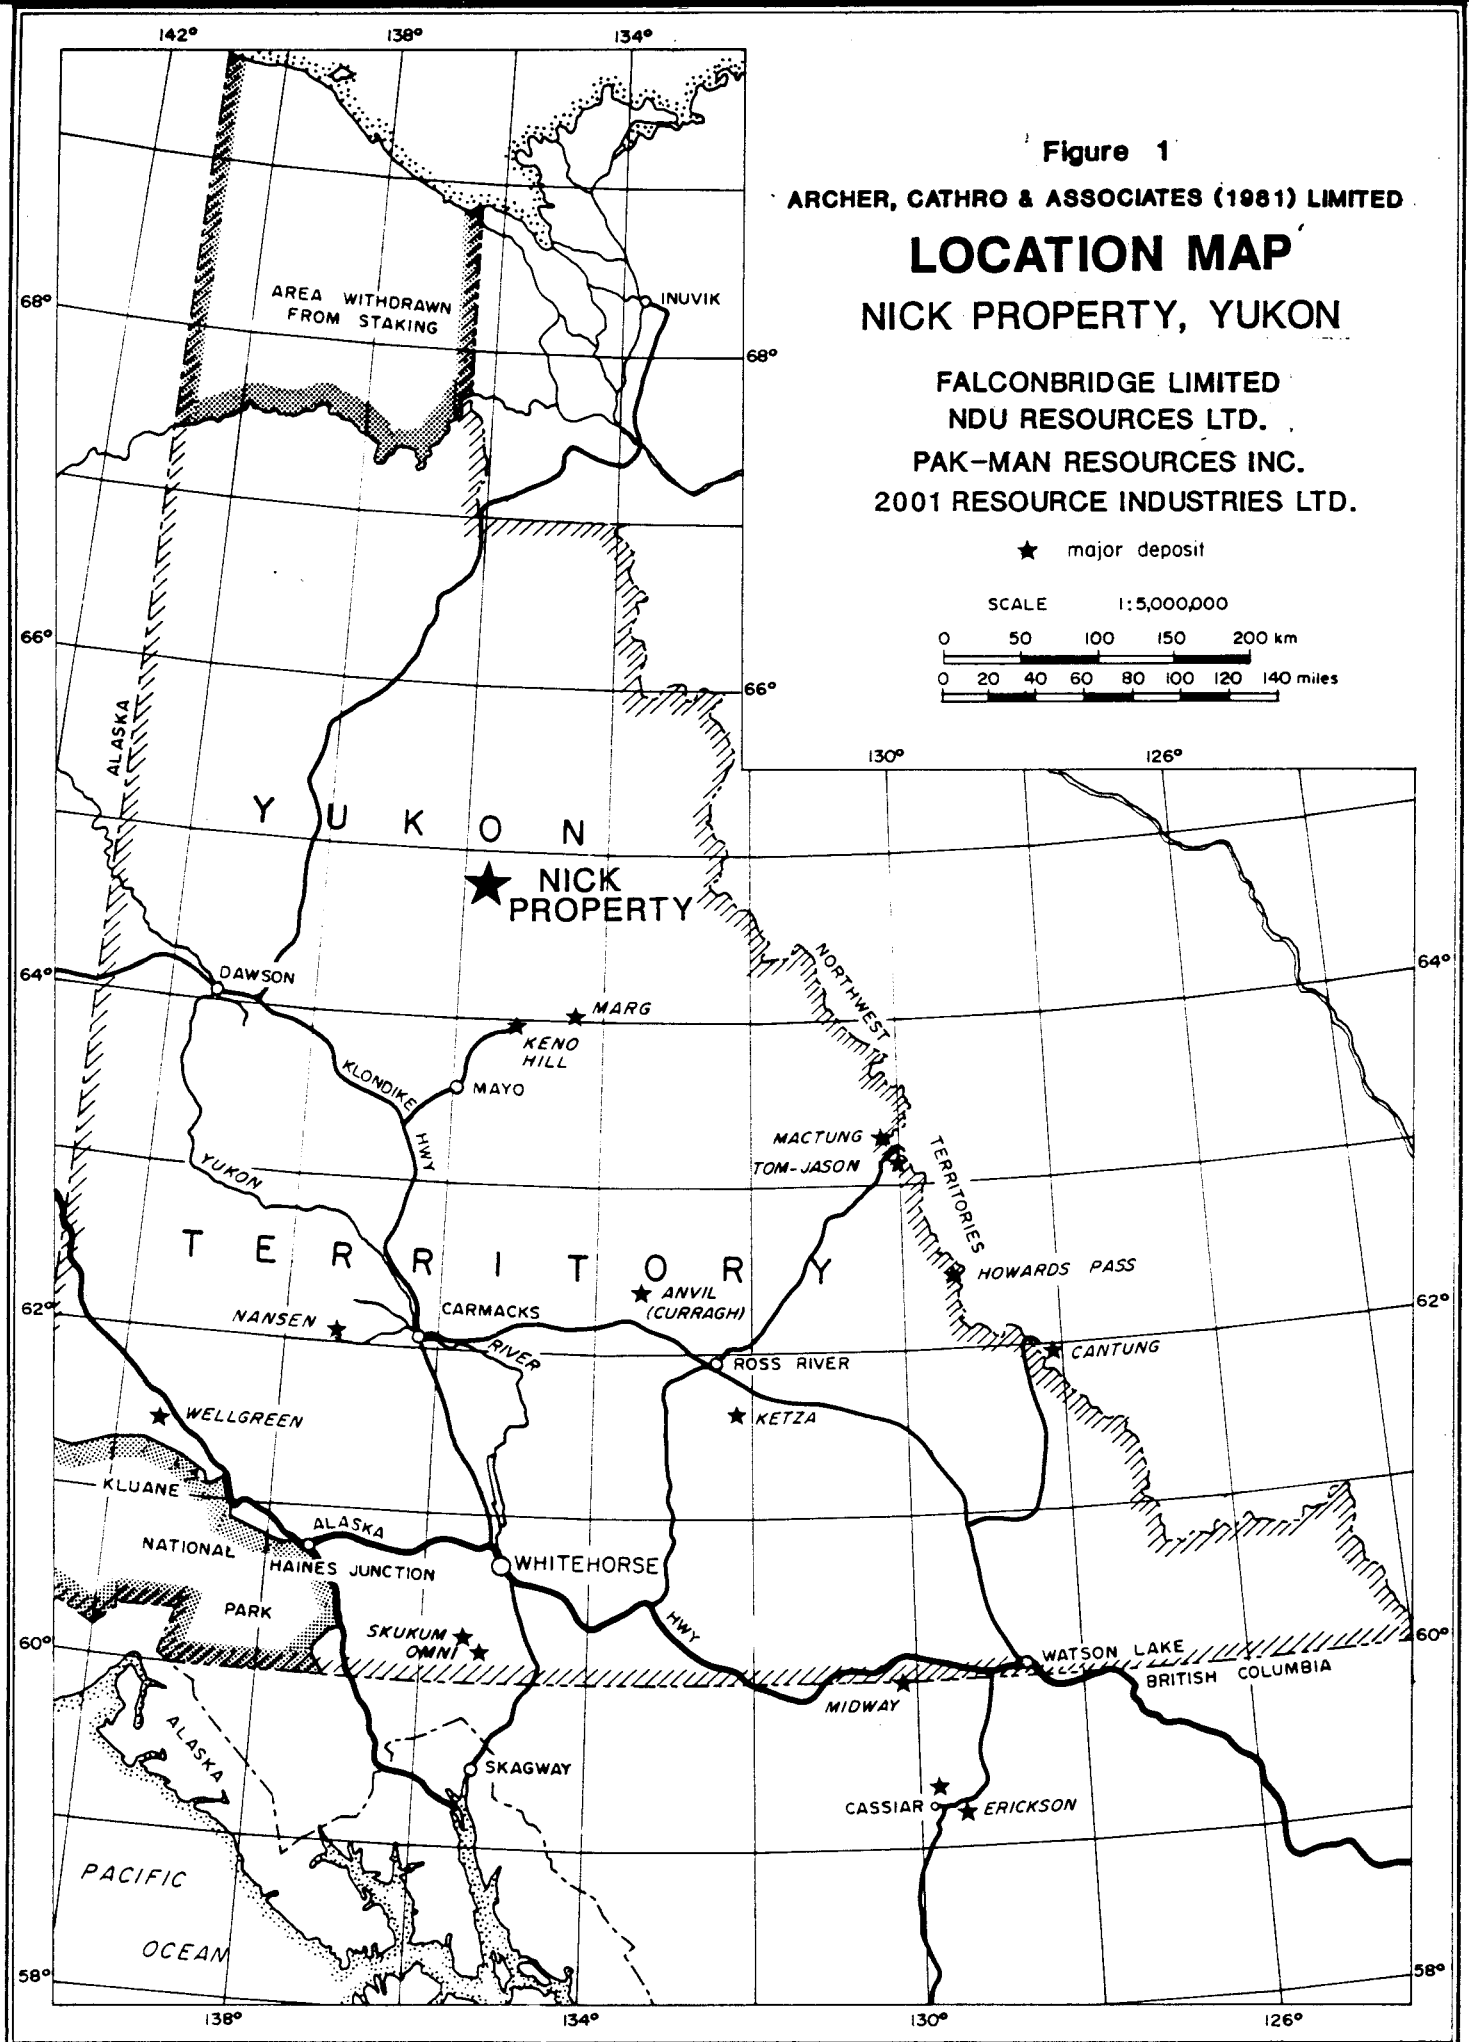 142° 138° 134°
Figure 1
ARCHER, CATHRO & ASSOCIATES (1981) LIMITED
LOCATION MAP
NICK PROPERTY, YUKON
FALCONBRIDGE LIMITED
NDU RESOURCES LTD.
PAK-MAN RESOURCES INC.
2001 RESOURCE INDUSTRIES LTD.
★ major deposit
SCALE 1:5,000,000
0 50 100 150 200 km
0 20 40 60 80 100 120 140 miles
AREA WITHDRAWN
FROM STAKING
INUVIK
68°
68°
66°
66°
130° 126°
ALASKA
YUKON
NICK
PROPERTY
NORTHWEST
64°
64°
DAWSON
MARG
KENO
HILL
KLONDIKE
MAYO
HWY
MACTUNG
TOM-JASON
TERRITORIES
YUKON
TERRITORY
HOWARDS PASS
ANVIL
(CURRAGH)
62°
62°
NANSEN
CARMACKS
RIVER
ROSS RIVER
CANTUNG
WELLGREEN
KETZA
KLUANE
ALASKA
NATIONAL
HAINES JUNCTION
WHITEHORSE
PARK
SKUKUM
OMNI
HWY
60°
60°
WATSON LAKE
BRITISH COLUMBIA
MIDWAY
ALASKA
SKAGWAY
CASSIAR
ERICKSON
PACIFIC
OCEAN
58°
58°
138° 134° 130° 126°